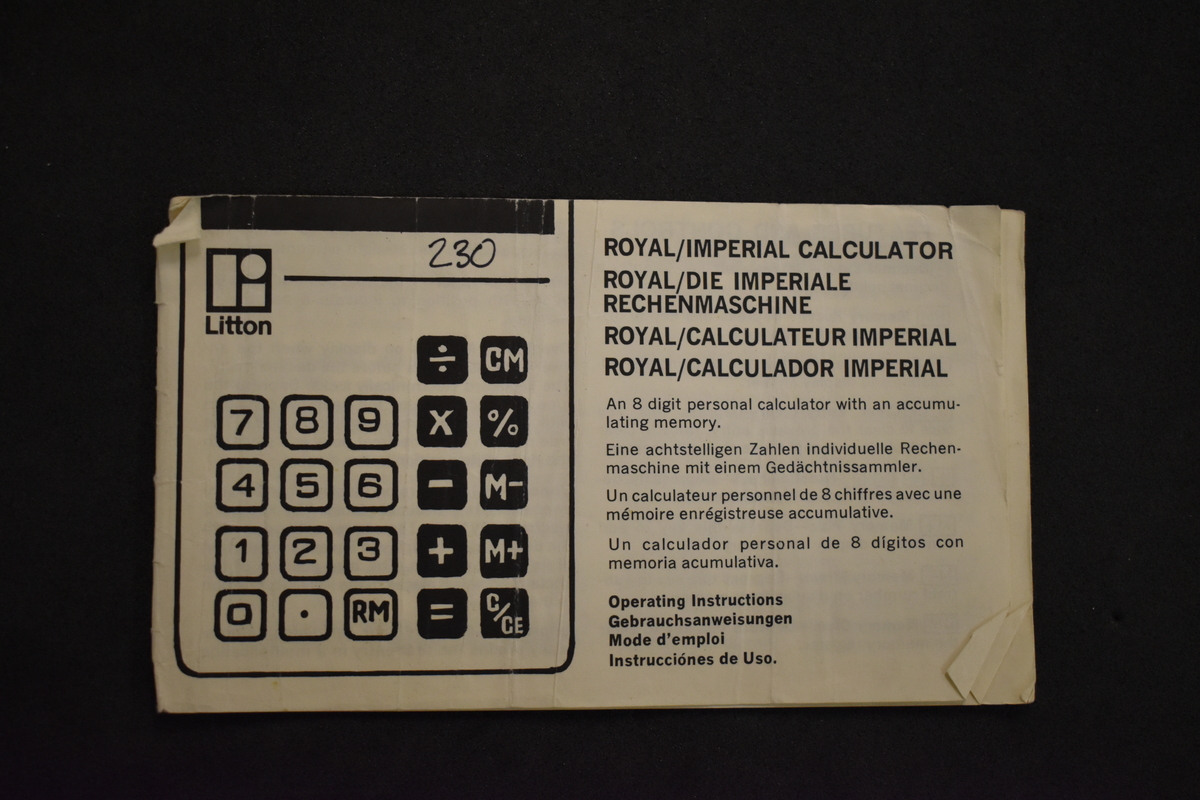 230
Litton
÷ CM
7 8 9 X %
4 5 6 − M−
1 2 3 + M+
0 . RM = C/CE
ROYAL/IMPERIAL CALCULATOR
ROYAL/DIE IMPERIALE
RECHENMASCHINE
ROYAL/CALCULATEUR IMPERIAL
ROYAL/CALCULADOR IMPERIAL
An 8 digit personal calculator with an accumu-
lating memory.
Eine achtstelligen Zahlen individuelle Rechen-
maschine mit einem Gedächtnissammler.
Un calculateur personnel de 8 chiffres avec une
mémoire enrégistreuse accumulative.
Un calculador personal de 8 dígitos con
memoria acumulativa.
Operating Instructions
Gebrauchsanweisungen
Mode d'emploi
Instrucciónes de Uso.